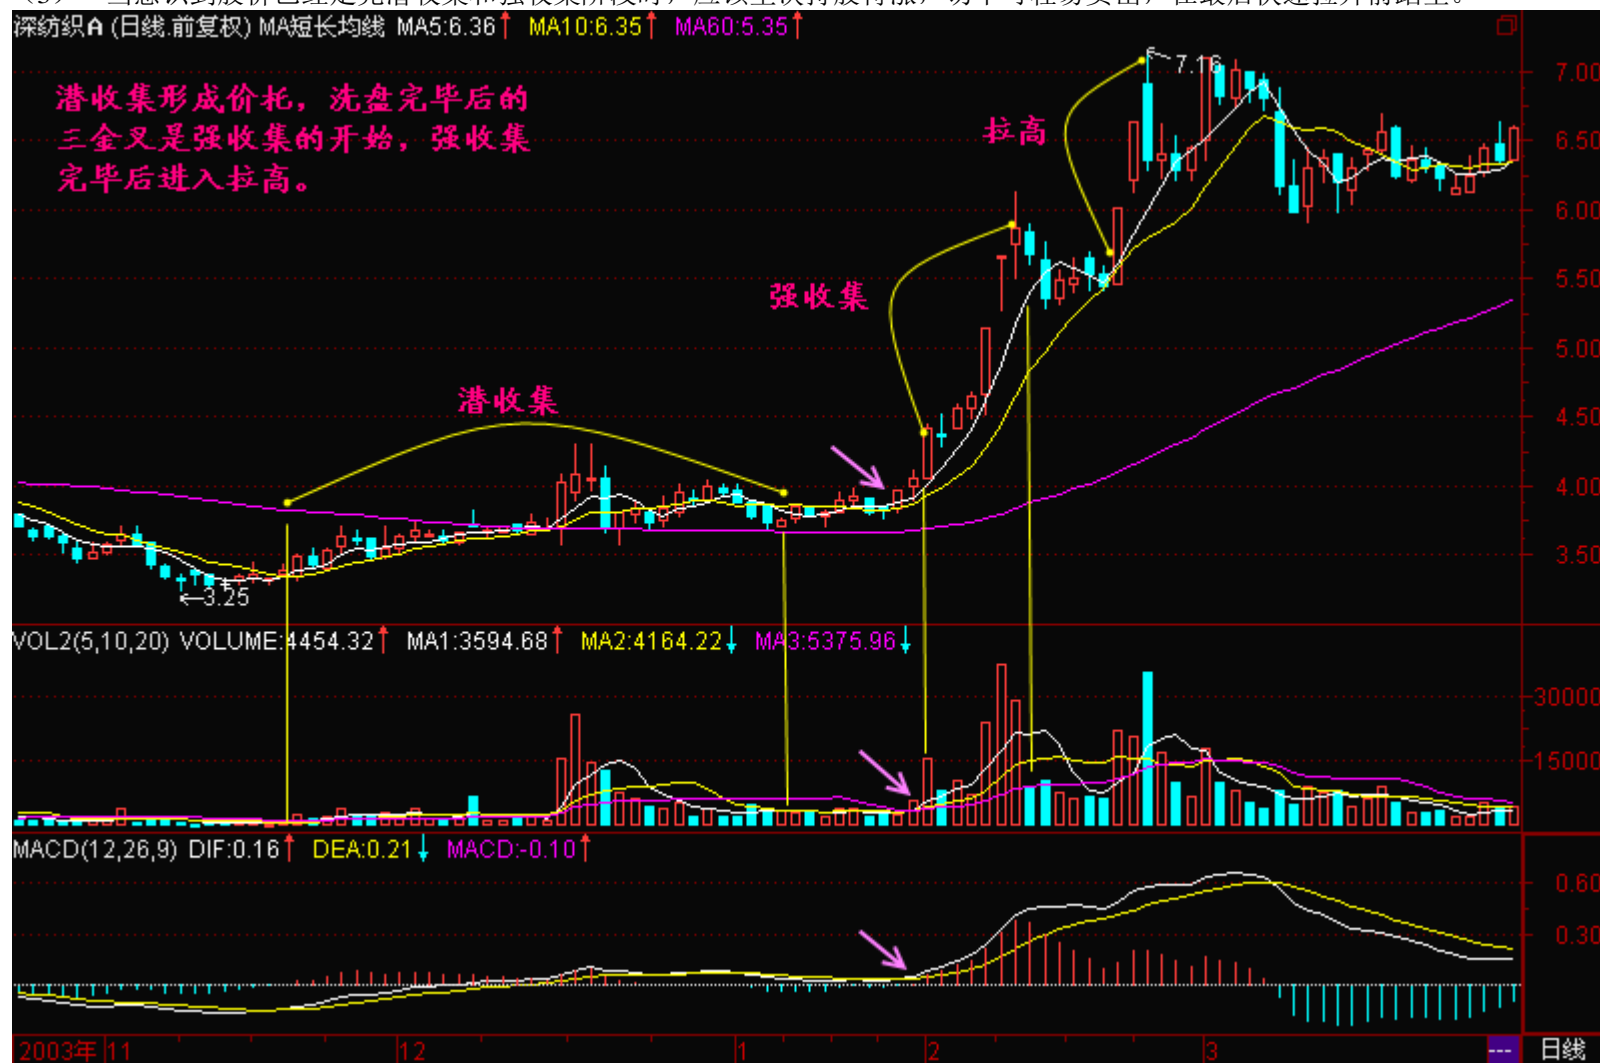 深纺织A (日线.前复权) MA短长均线 MA5:6.36↑ MA10:6.35↑ MA60:5.35↑
潜收集形成价托，洗盘完毕后的
三金叉是强收集的开始，强收集
完毕后进入拉高。
7.16
拉高
强收集
潜收集
←3.25
7.00
6.50
6.00
5.50
5.00
4.50
4.00
3.50
VOL2(5,10,20) VOLUME:4454.32↑ MA1:3594.68↑ MA2:4164.22↓ MA3:5375.96↓
30000
15000
MACD(12,26,9) DIF:0.16↑ DEA:0.21↓ MACD:-0.10↑
0.60
0.30
2003年 11 12 1 2 3 --- 日线